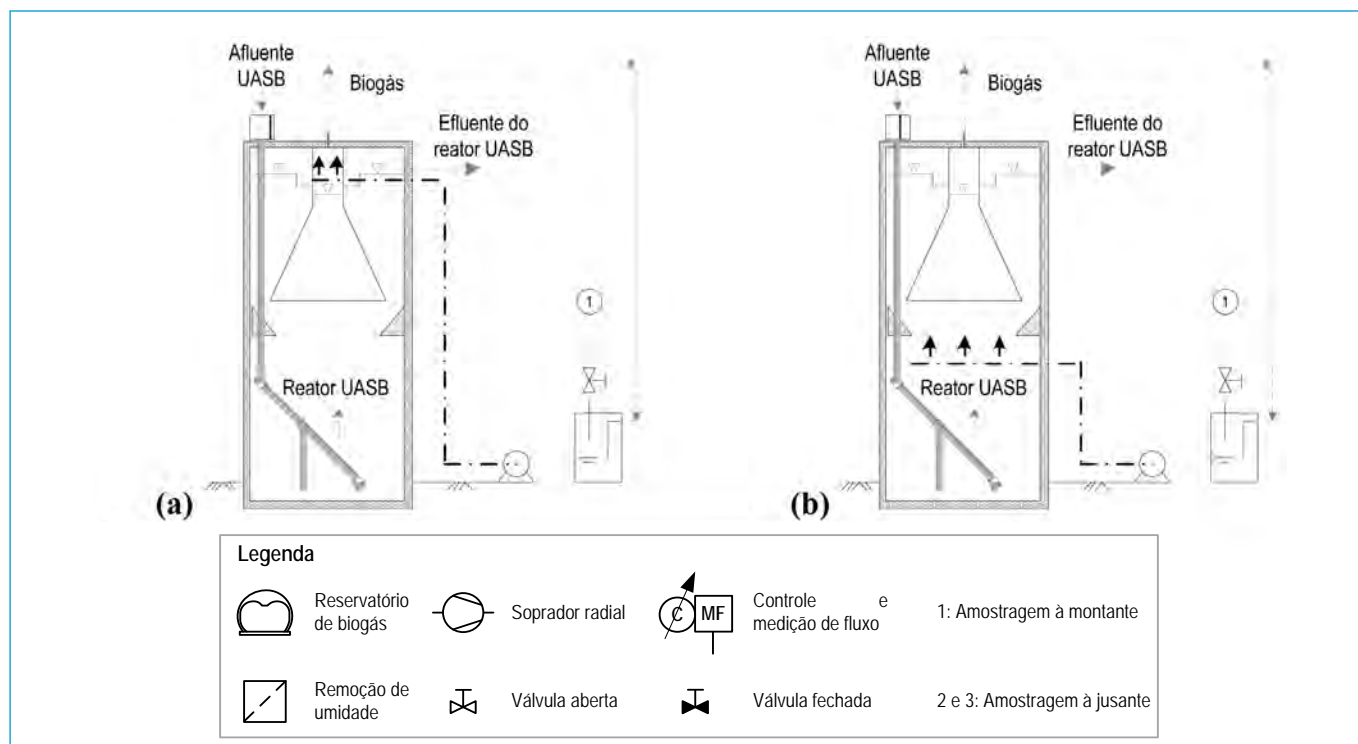 Afluente
UASB
Biogás
Efluente do
reator UASB
1
Reator UASB
(a)
Afluente
UASB
Biogás
Efluente do
reator UASB
1
Reator UASB
(b)
Legenda
Reservatório
de biogás
Soprador radial
C MF
Controle e
medição de fluxo
1: Amostragem à montante
Remoção de
umidade
Válvula aberta
Válvula fechada
2 e 3: Amostragem à jusante